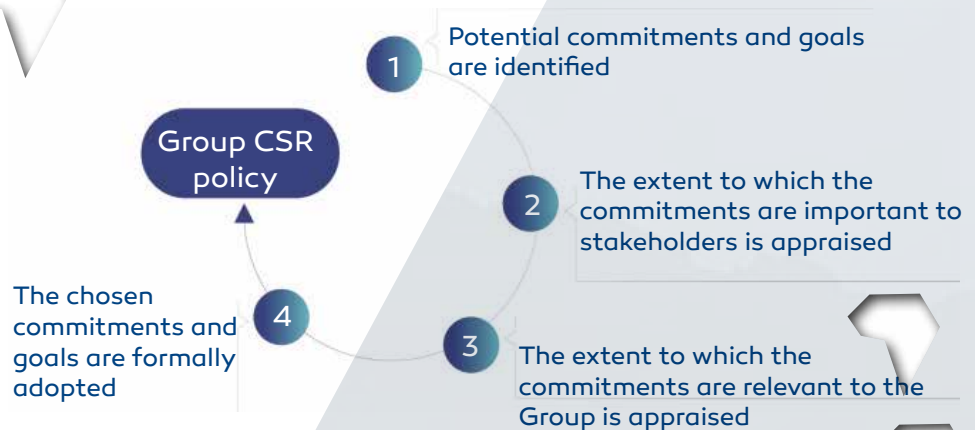 1
Potential commitments and goals
are identified
Group CSR
policy
2
The extent to which the
commitments are important to
stakeholders is appraised
3
The extent to which the
commitments are relevant to the
Group is appraised
4
The chosen
commitments and
goals are formally
adopted